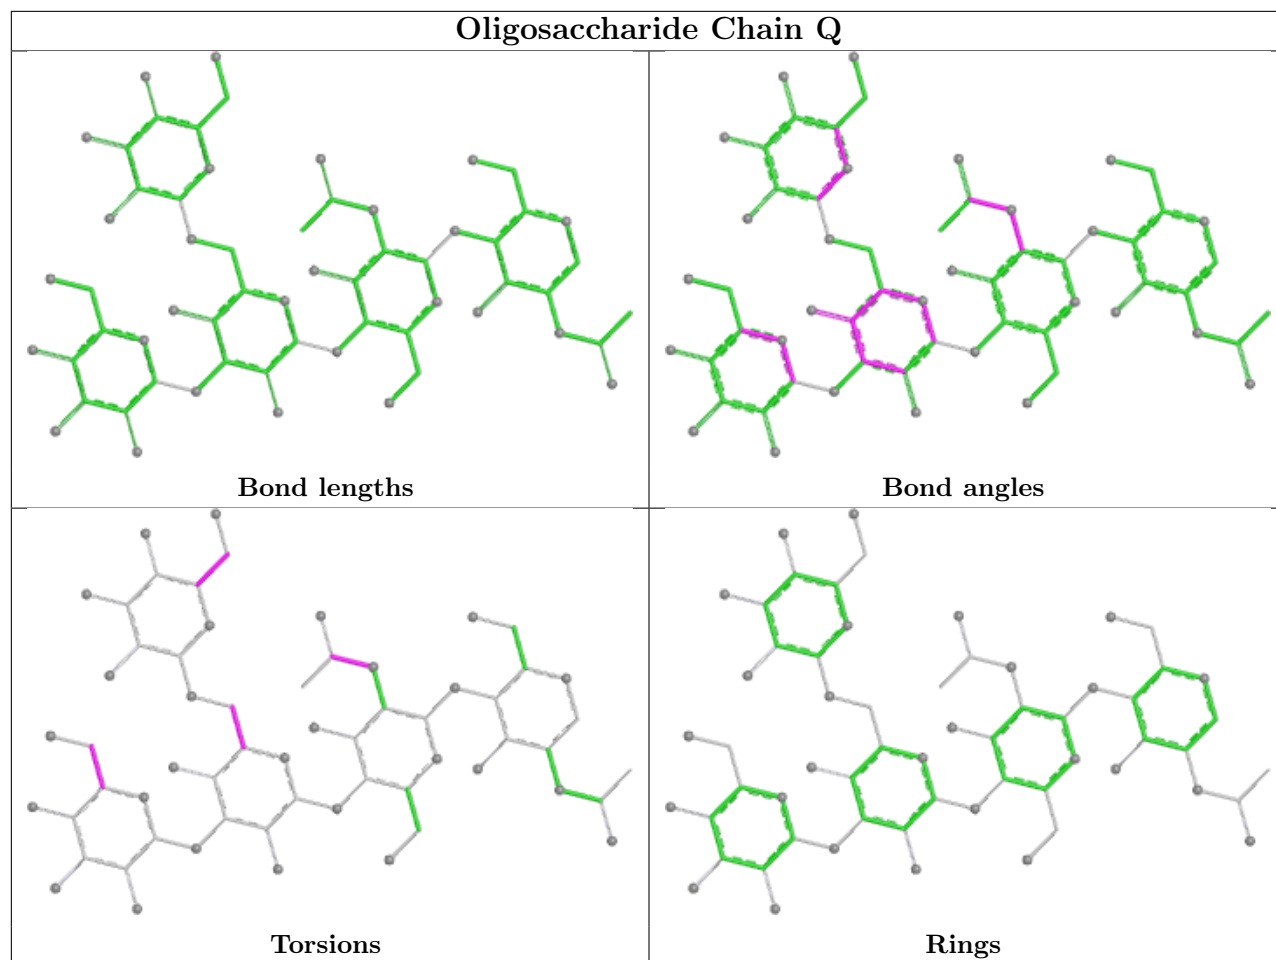 Oligosaccharide Chain Q
Bond lengths
Bond angles
Torsions
Rings